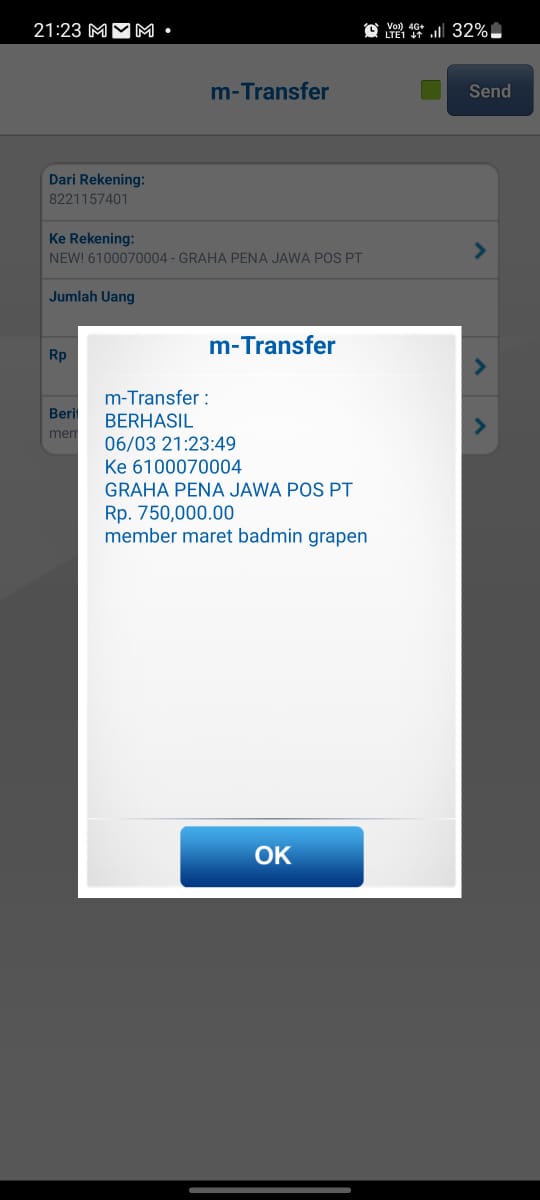 21:23
Vo)) 4G+
LTE1
32%
m-Transfer
Send
Dari Rekening:
8221157401
Ke Rekening:
NEW! 6100070004 - GRAHA PENA JAWA POS PT
Jumlah Uang
Rp
Beri
mem
m-Transfer
m-Transfer :
BERHASIL
06/03 21:23:49
Ke 6100070004
GRAHA PENA JAWA POS PT
Rp. 750,000.00
member maret badmin grapen
OK